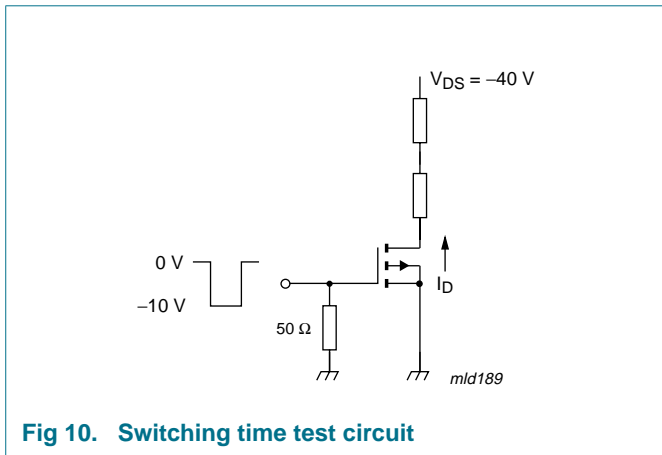 V_DS = −40 V
0 V
−10 V
50 Ω
I_D
mld189
Fig 10. Switching time test circuit